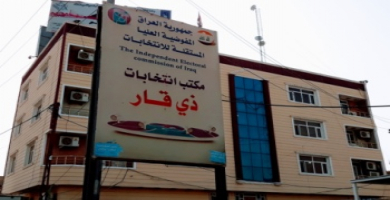 جمهورية العراق
المفوضية العليا
المستقلة للانتخابات
The Independent Electoral
commission of Iraq
مكتب انتخابات
ذي قار